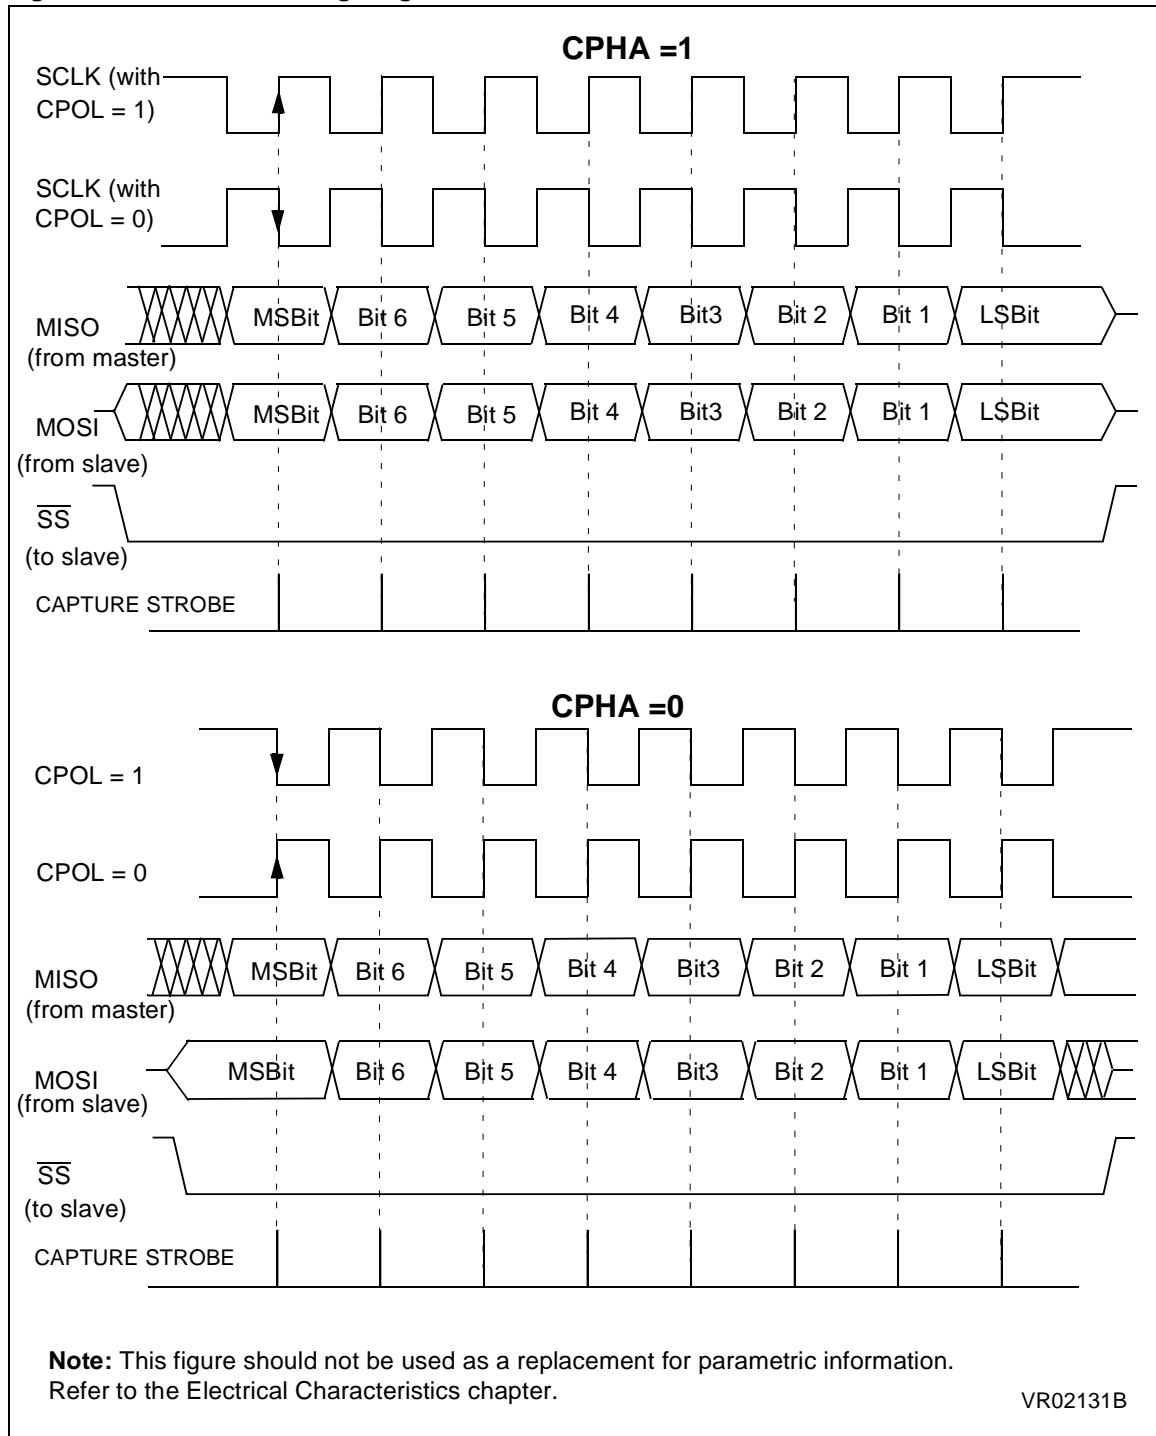 CPHA =1
SCLK (with
CPOL = 1)
SCLK (with
CPOL = 0)
MISO
(from master)
MSBit Bit 6 Bit 5 Bit 4 Bit3 Bit 2 Bit 1 LSBit
MOSI
(from slave)
MSBit Bit 6 Bit 5 Bit 4 Bit3 Bit 2 Bit 1 LSBit
SS
(to slave)
CAPTURE STROBE
CPHA =0
CPOL = 1
CPOL = 0
MISO
(from master)
MSBit Bit 6 Bit 5 Bit 4 Bit3 Bit 2 Bit 1 LSBit
MOSI
(from slave)
MSBit Bit 6 Bit 5 Bit 4 Bit3 Bit 2 Bit 1 LSBit
SS
(to slave)
CAPTURE STROBE
Note: This figure should not be used as a replacement for parametric information.
Refer to the Electrical Characteristics chapter.
VR02131B